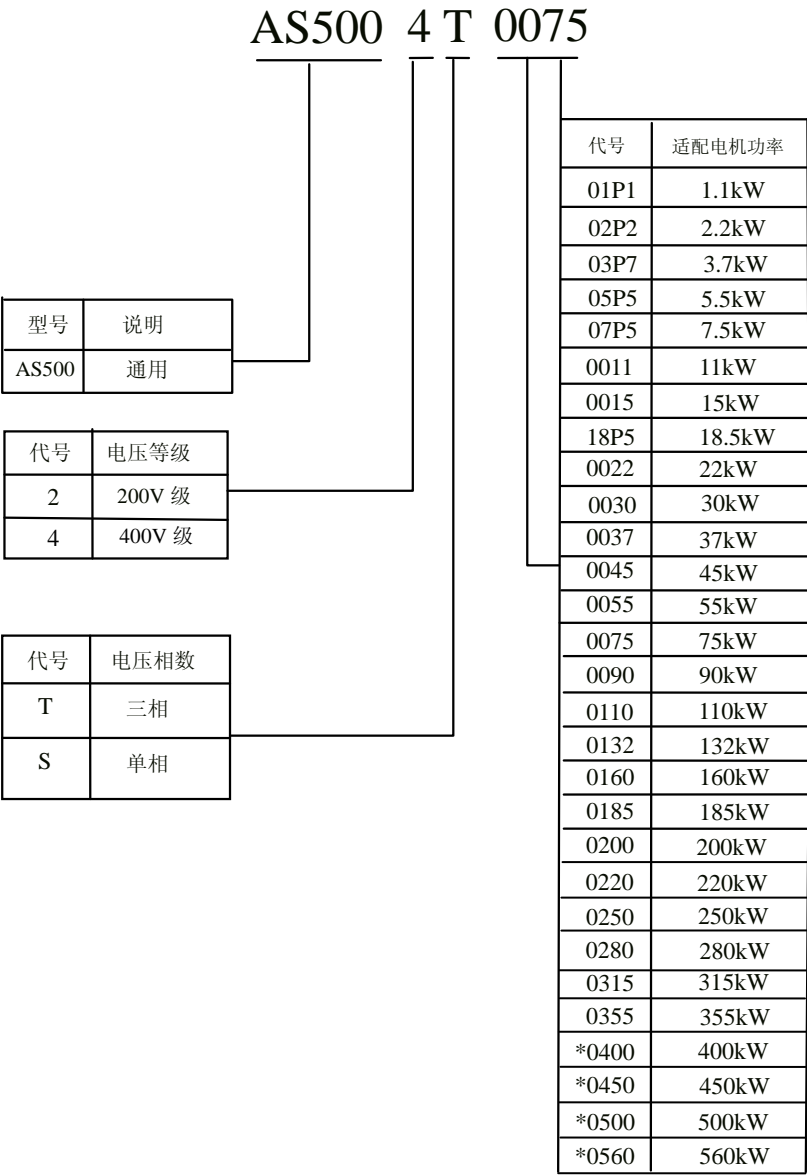 AS500 4 T 0075
型号 说明
AS500 通用
代号 电压等级
2 200V 级
4 400V 级
代号 电压相数
T 三相
S 单相
代号 适配电机功率
01P1 1.1kW
02P2 2.2kW
03P7 3.7kW
05P5 5.5kW
07P5 7.5kW
0011 11kW
0015 15kW
18P5 18.5kW
0022 22kW
0030 30kW
0037 37kW
0045 45kW
0055 55kW
0075 75kW
0090 90kW
0110 110kW
0132 132kW
0160 160kW
0185 185kW
0200 200kW
0220 220kW
0250 250kW
0280 280kW
0315 315kW
0355 355kW
*0400 400kW
*0450 450kW
*0500 500kW
*0560 560kW